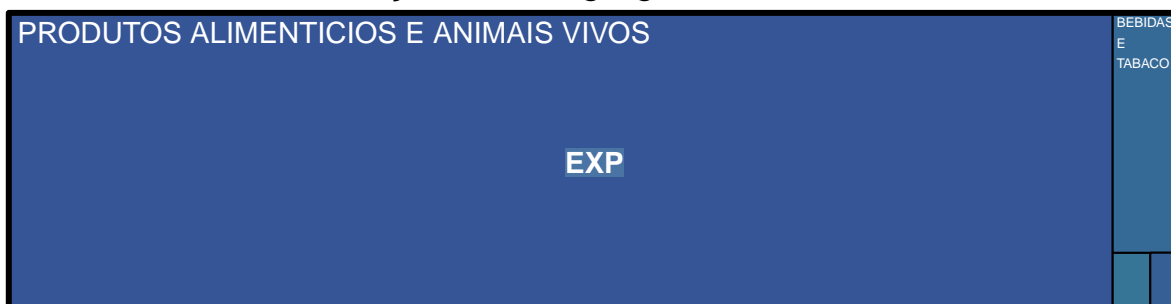 PRODUTOS ALIMENTICIOS E ANIMAIS VIVOS
EXP
BEBIDAS
E
TABACO